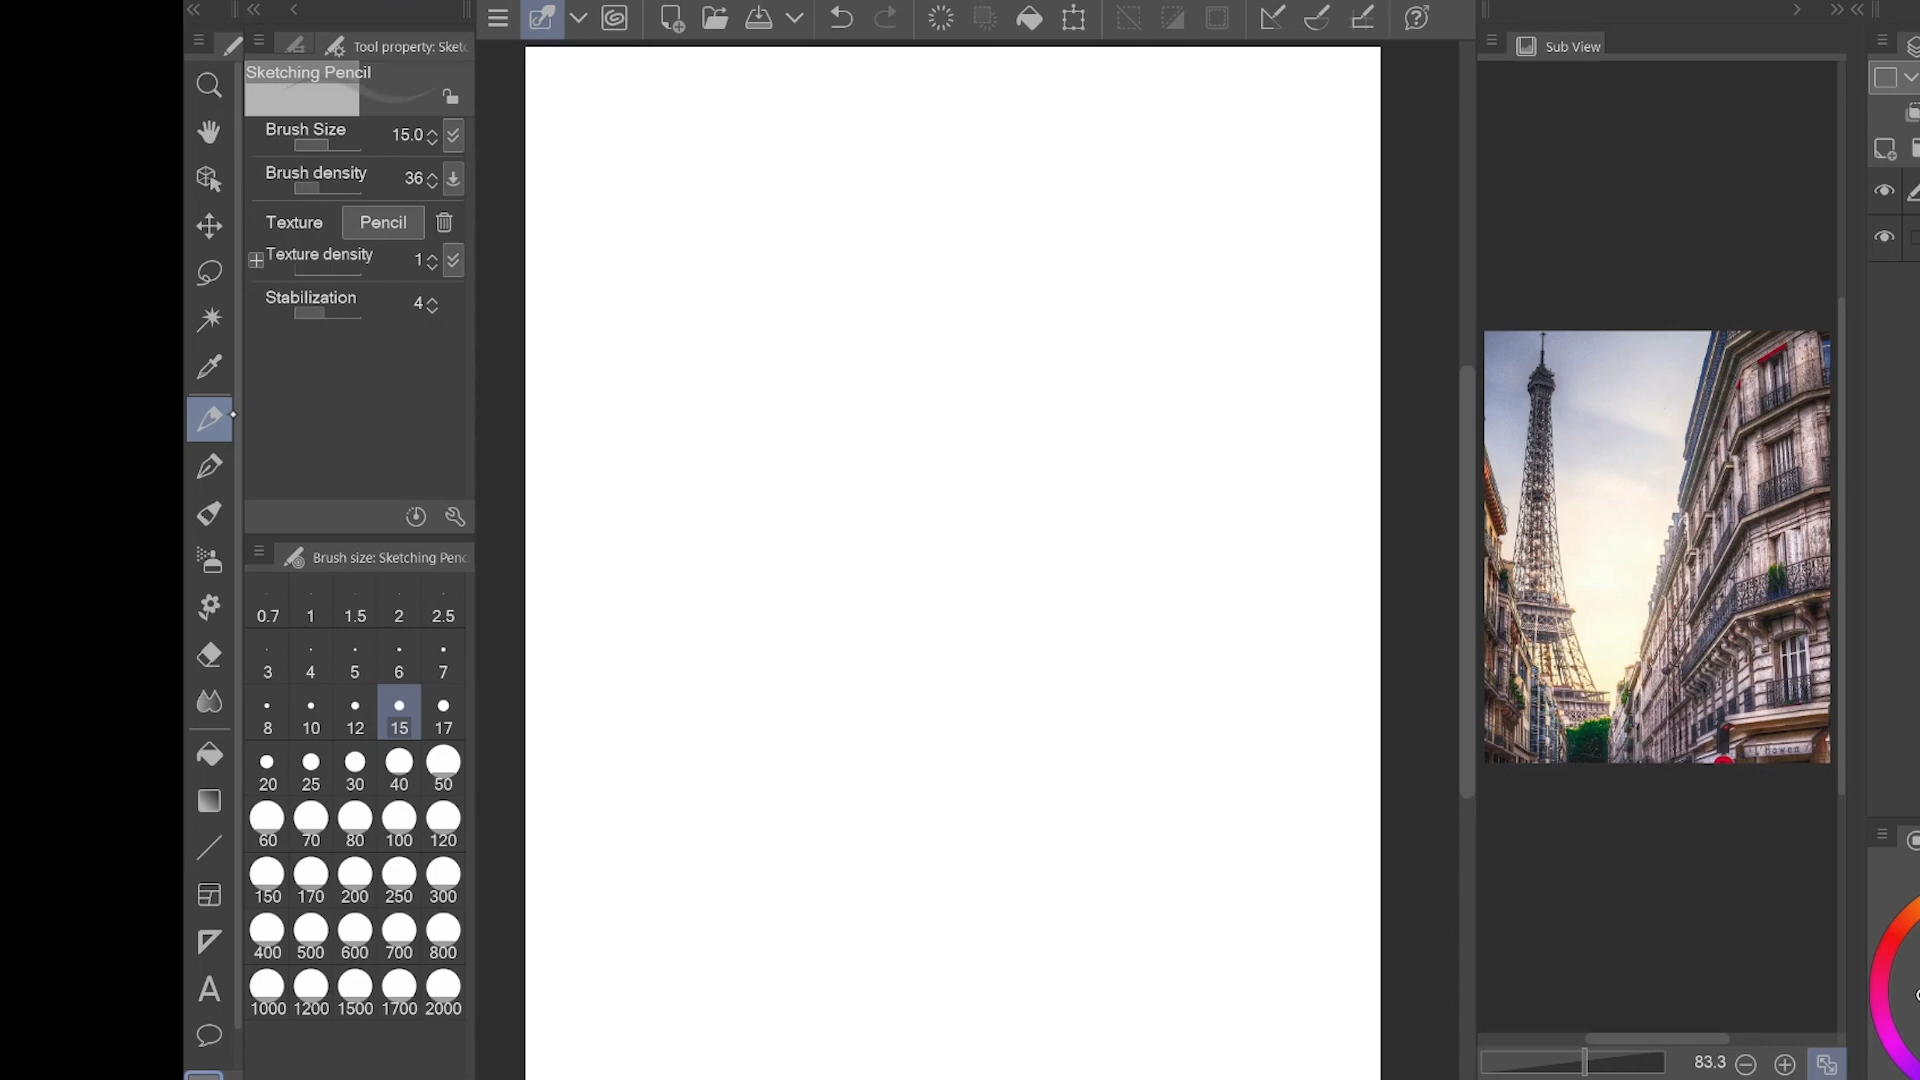 Tool property: Sketc
Sketching Pencil
Brush Size 15.0
Brush density 36
Texture Pencil
Texture density 1
Stabilization 4
Brush size: Sketching Penc
0.7 1 1.5 2 2.5
3 4 5 6 7
8 10 12 15 17
20 25 30 40 50
60 70 80 100 120
150 170 200 250 300
400 500 600 700 800
1000 1200 1500 1700 2000
A
Sub View
83.3